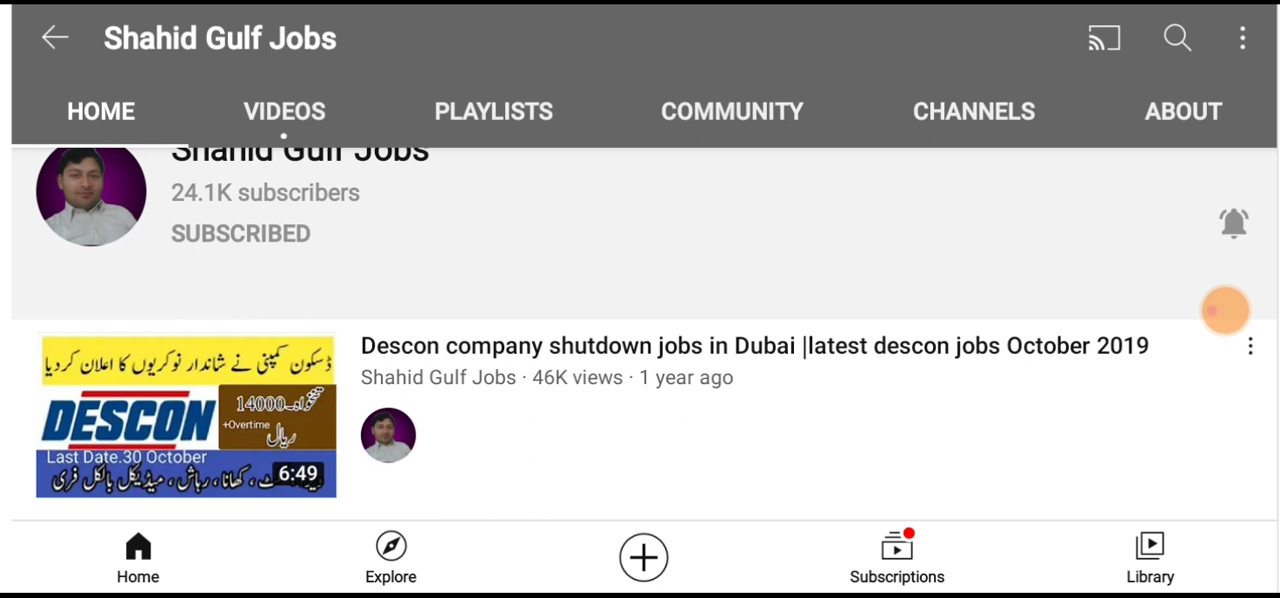 Shahid Gulf Jobs
HOME VIDEOS PLAYLISTS COMMUNITY CHANNELS ABOUT
Shahid Gulf Jobs
24.1K subscribers
SUBSCRIBED
Descon company shutdown jobs in Dubai |latest descon jobs October 2019
Shahid Gulf Jobs · 46K views · 1 year ago
ڈسکون کمپنی نے شاندار نوکریوں کا اعلان کردیا
DESCON
تنخواہ_14000
+Overtime
ریال
Last Date.30 October
کھانا، رہائش، میڈیکل بالکل فری
6:49
Home Explore Subscriptions Library